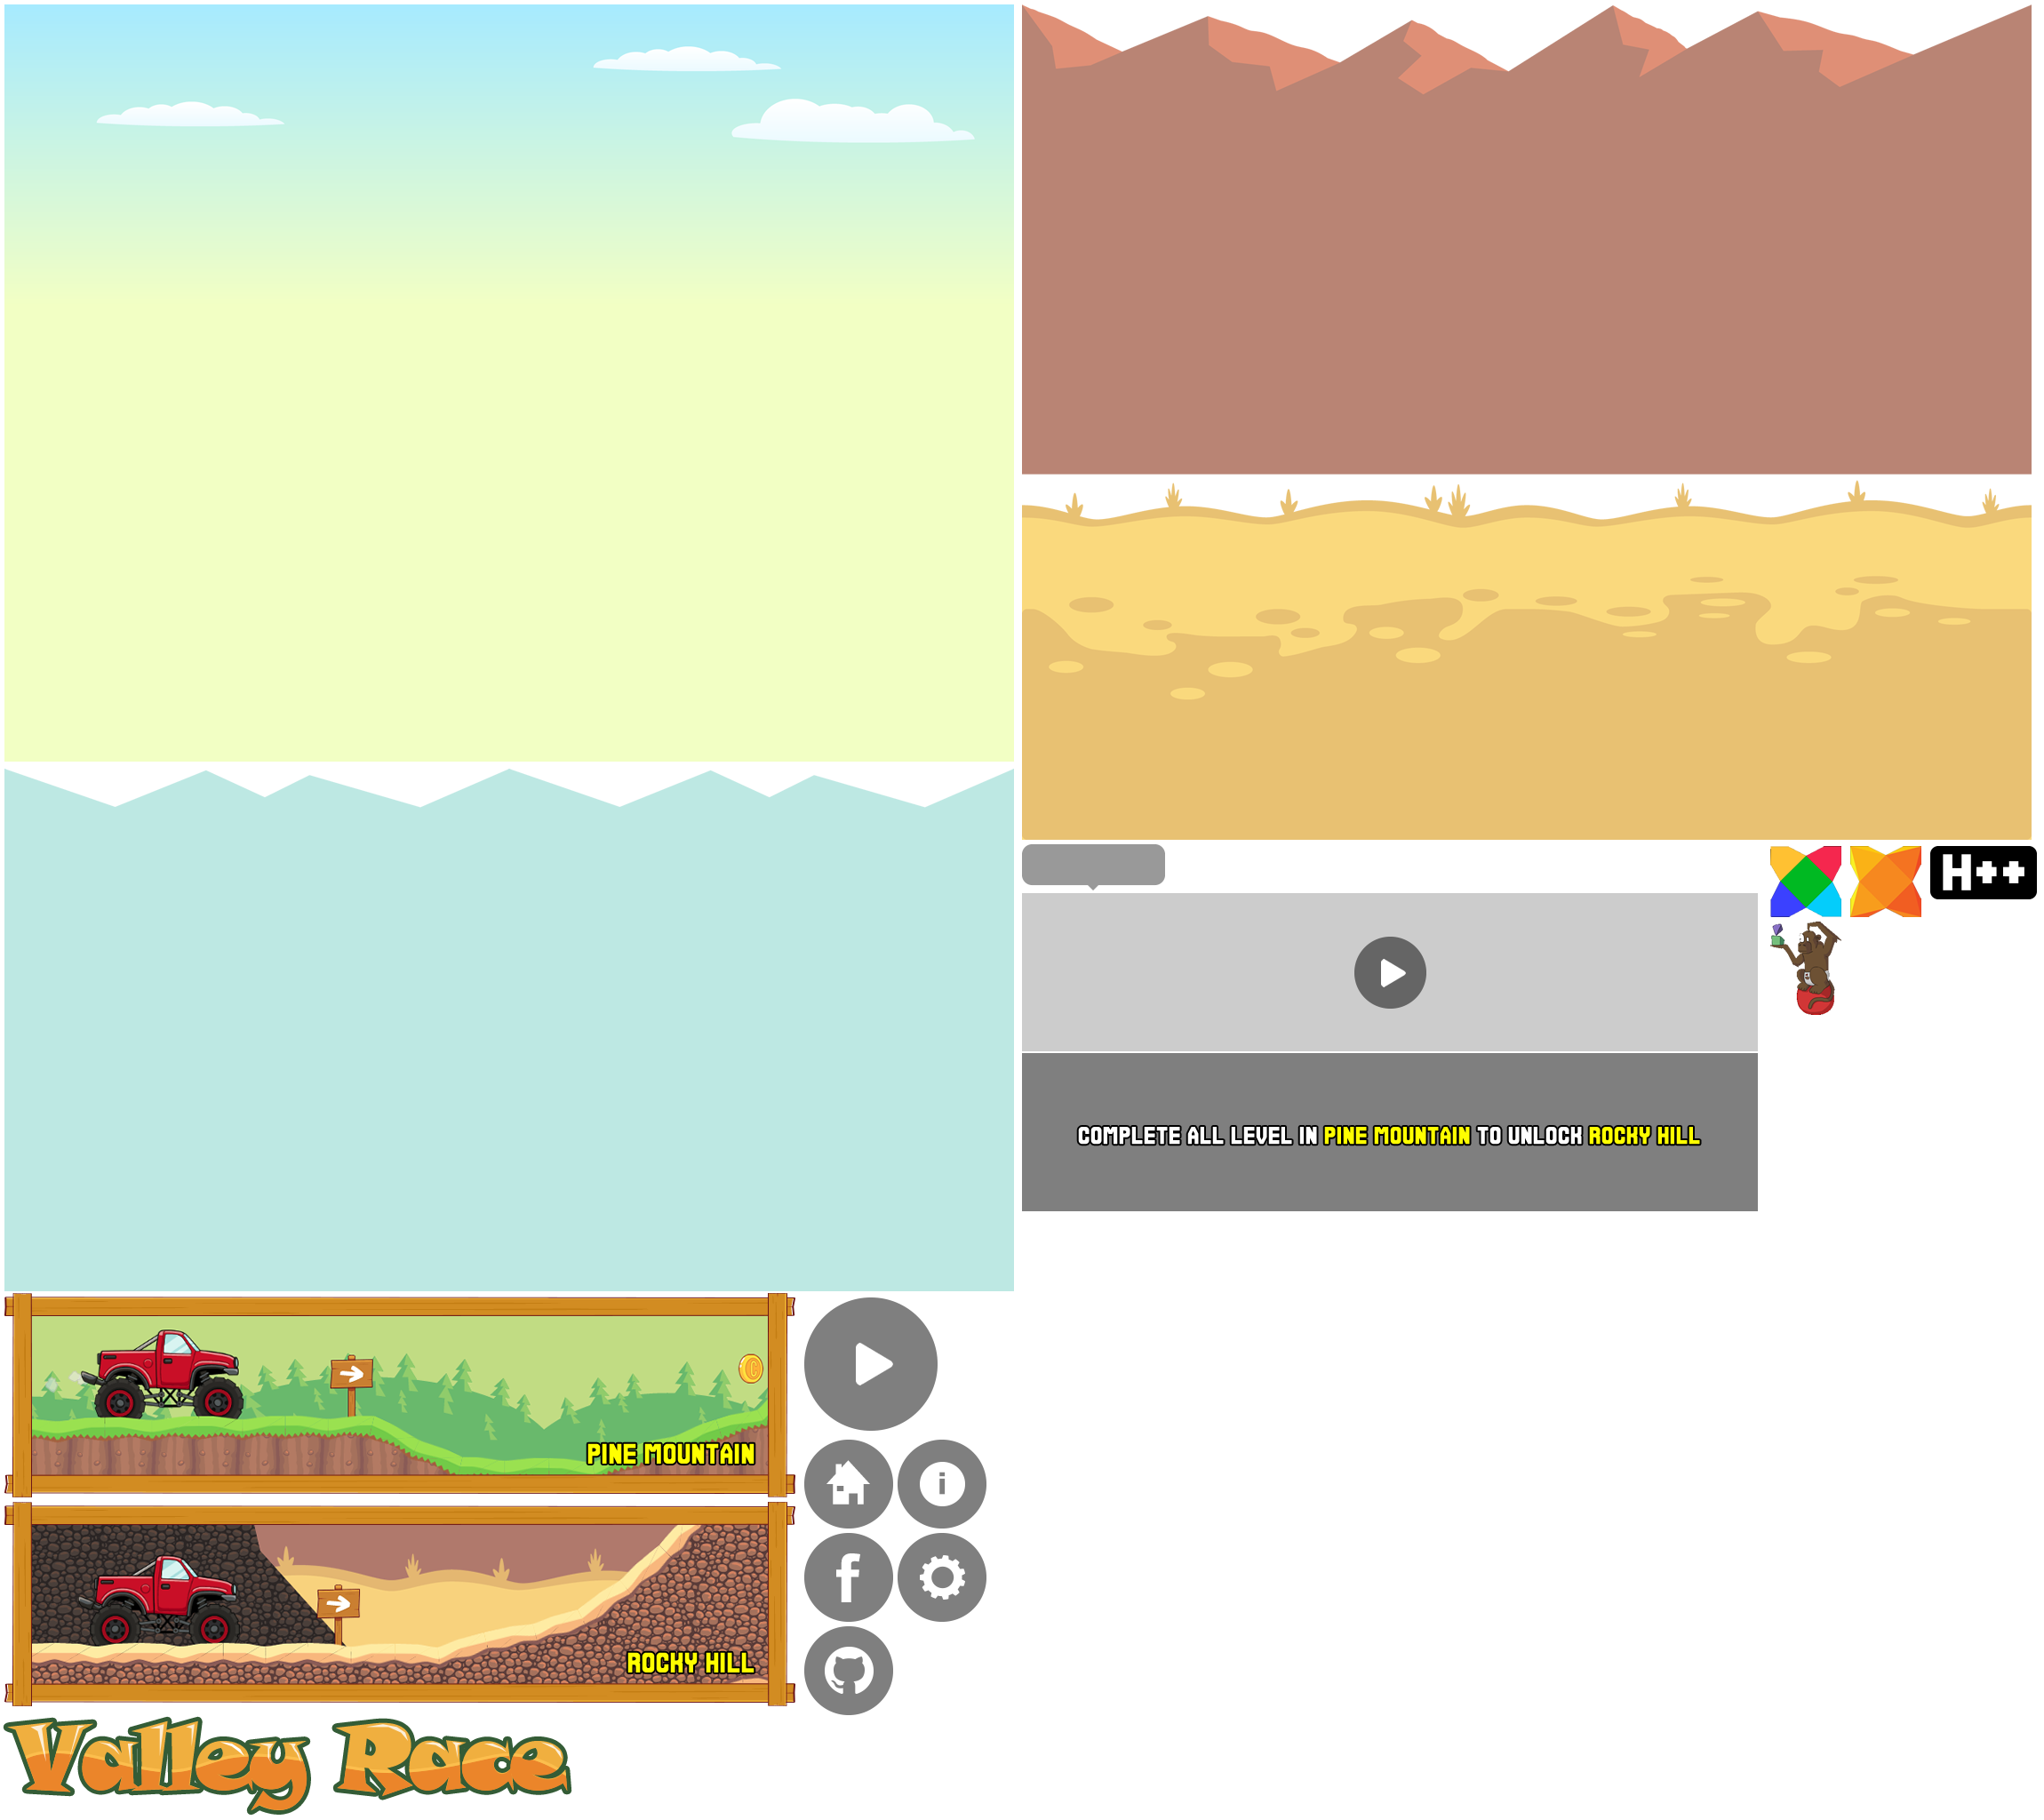 H++
COMPLETE ALL LEVEL IN PINE MOUNTAIN TO UNLOCK ROCKY HILL
PINE MOUNTAIN
i
ROCKY HILL
f
Valley Race